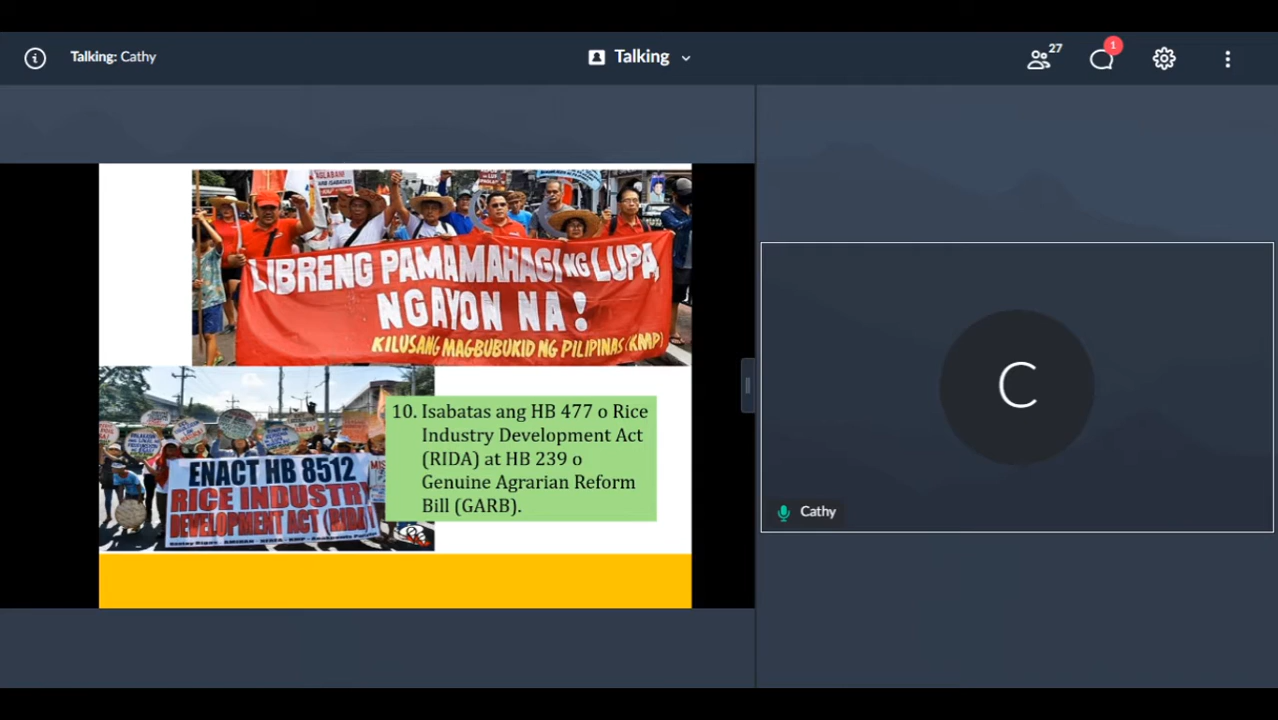 Talking: Cathy
Talking
27
1
LIBRENG PAMAMAHAGI NG LUPA,
NGAYON NA!
KILUSANG MAGBUBUKID NG PILIPINAS (KMP)
ENACT HB 8512
RICE INDUSTRY
DEVELOPMENT ACT (RIDA)!
10. Isabatas ang HB 477 o Rice
Industry Development Act
(RIDA) at HB 239 o
Genuine Agrarian Reform
Bill (GARB).
C
Cathy